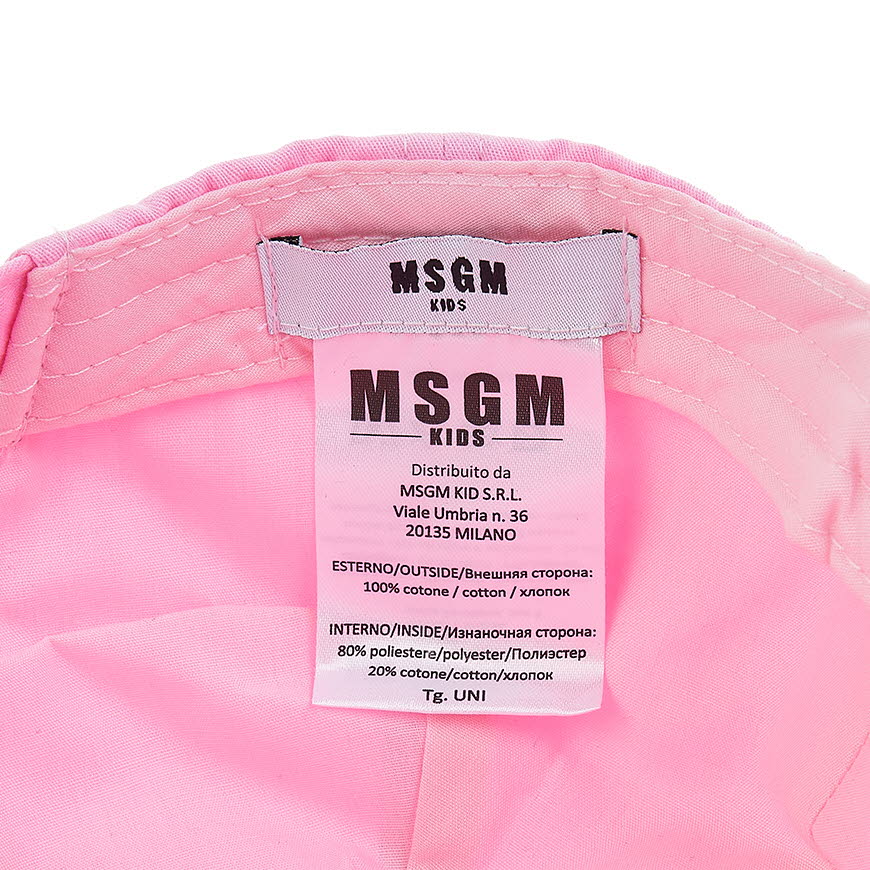 MSGM
KIDS
MSGM
KIDS
Distribuito da
MSGM KID S.R.L.
Viale Umbria n. 36
20135 MILANO
ESTERNO/OUTSIDE/Внешняя сторона:
100% cotone / cotton / хлопок
INTERNO/INSIDE/Изнаночная сторона:
80% poliestere/polyester/Полиэстер
20% cotone/cotton/хлопок
Tg. UNI